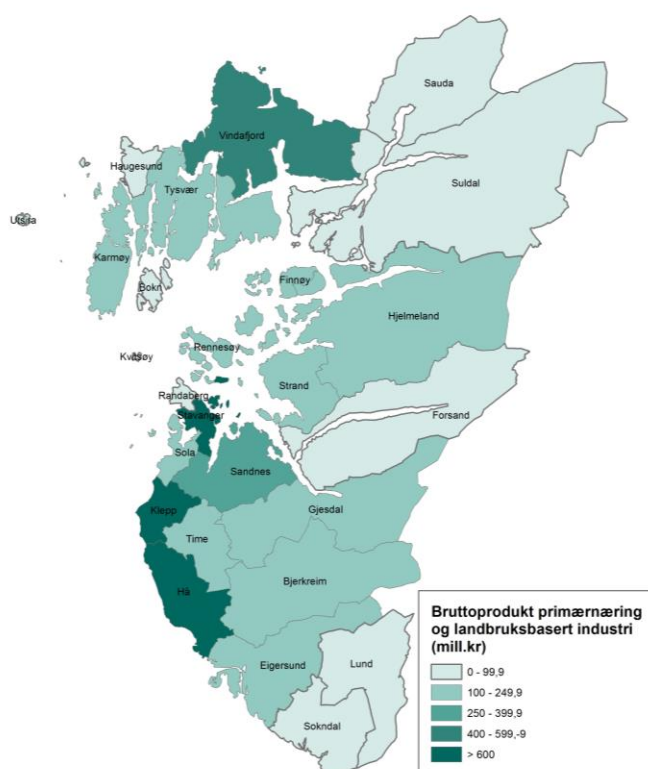 Sauda
Vindafjord
Haugesund
Suldal
Tysvær
Utsira
Karmøy
Finnøy
Bokn
Hjelmeland
Rennesøy
Kvitsøy
Strand
Randaberg
Forsand
Stavanger
Sola
Sandnes
Klepp
Gjesdal
Time
Bjerkreim
Hå
Eigersund
Lund
Sokndal
Bruttoprodukt primærnæring
og landbruksbasert industri
(mill.kr)
0 - 99,9
100 - 249,9
250 - 399,9
400 - 599,-9
> 600